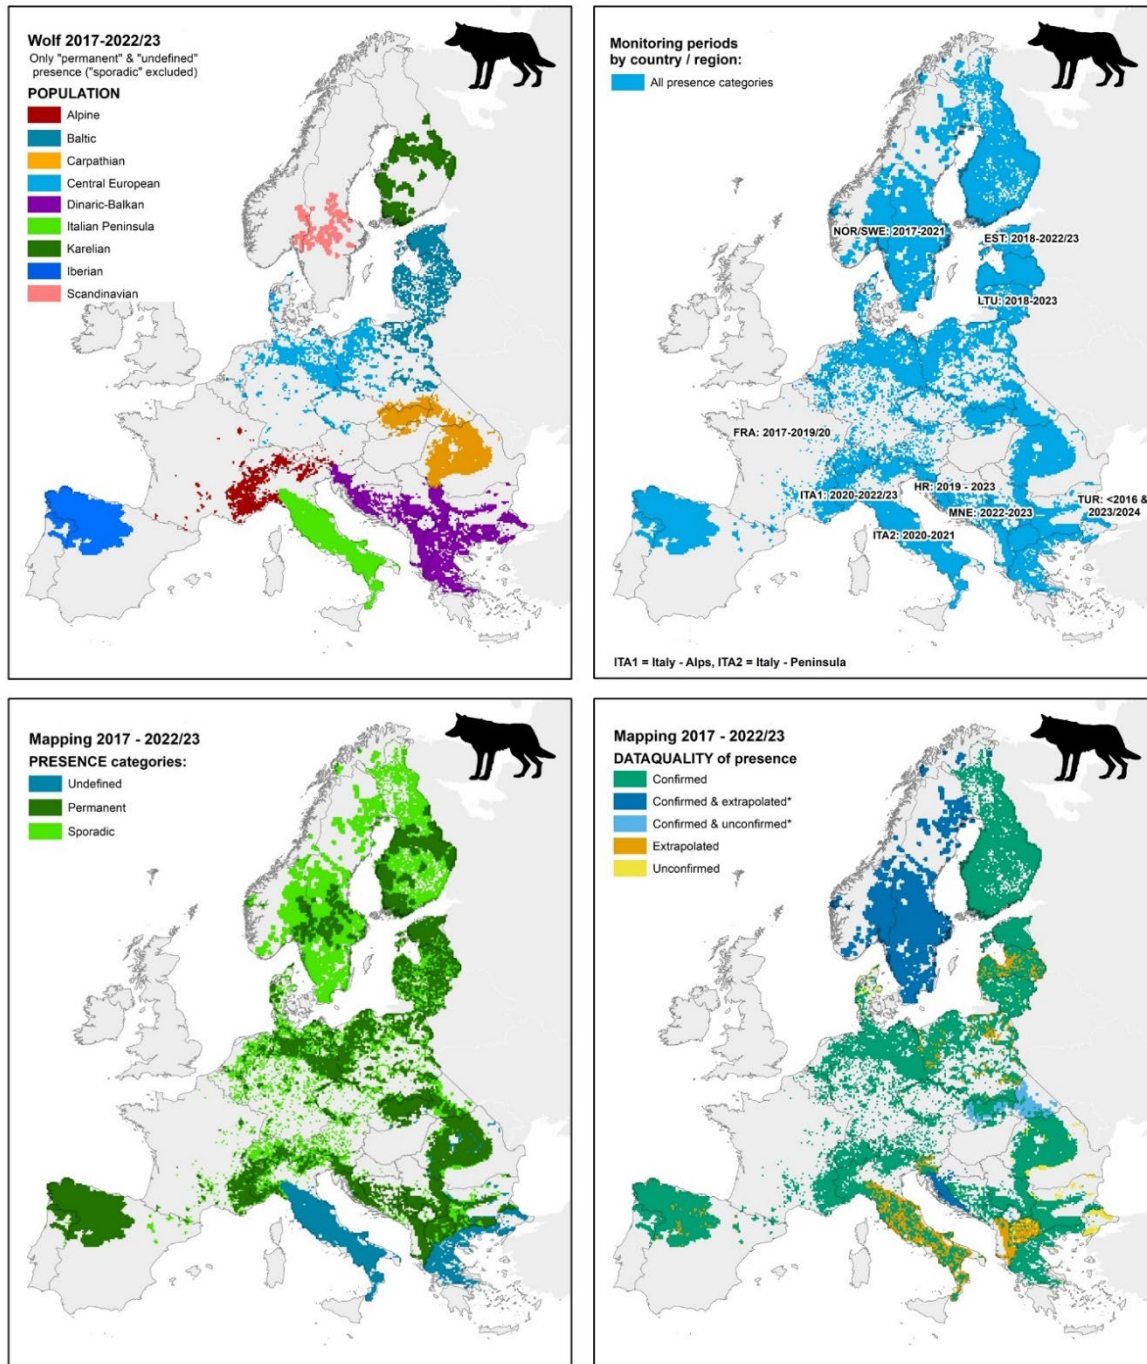 Wolf 2017-2022/23
Only "permanent" & "undefined"
presence ("sporadic" excluded)
POPULATION
Alpine
Baltic
Carpathian
Central European
Dinaric-Balkan
Italian Peninsula
Karelian
Iberian
Scandinavian
Monitoring periods
by country / region:
All presence categories
NOR/SWE: 2017-2021
EST: 2018-2022/23
LTU: 2018-2023
FRA: 2017-2019/20
ITA1: 2020-2022/23
HR: 2019 - 2023
MNE: 2022-2023
TUR: <2016 &
2023/2024
ITA2: 2020-2021
ITA1 = Italy - Alps, ITA2 = Italy - Peninsula
Mapping 2017 - 2022/23
PRESENCE categories:
Undefined
Permanent
Sporadic
Mapping 2017 - 2022/23
DATAQUALITY of presence
Confirmed
Confirmed & extrapolated*
Confirmed & unconfirmed*
Extrapolated
Unconfirmed